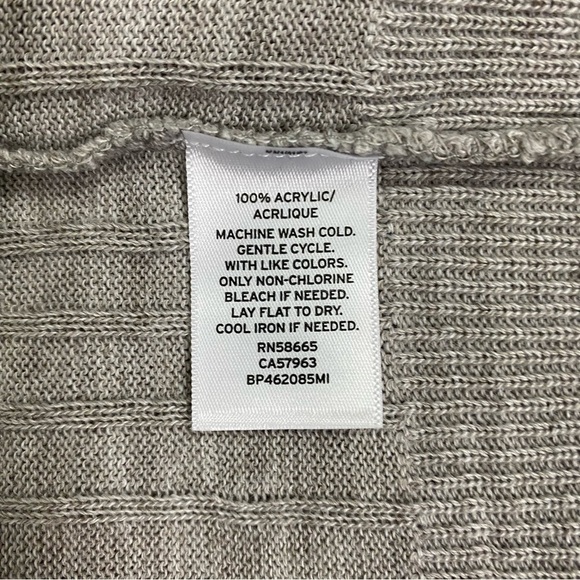 100% ACRYLIC/
ACRLIQUE
MACHINE WASH COLD.
GENTLE CYCLE.
WITH LIKE COLORS.
ONLY NON-CHLORINE
BLEACH IF NEEDED.
LAY FLAT TO DRY.
COOL IRON IF NEEDED.
RN58665
CA57963
BP462085MI